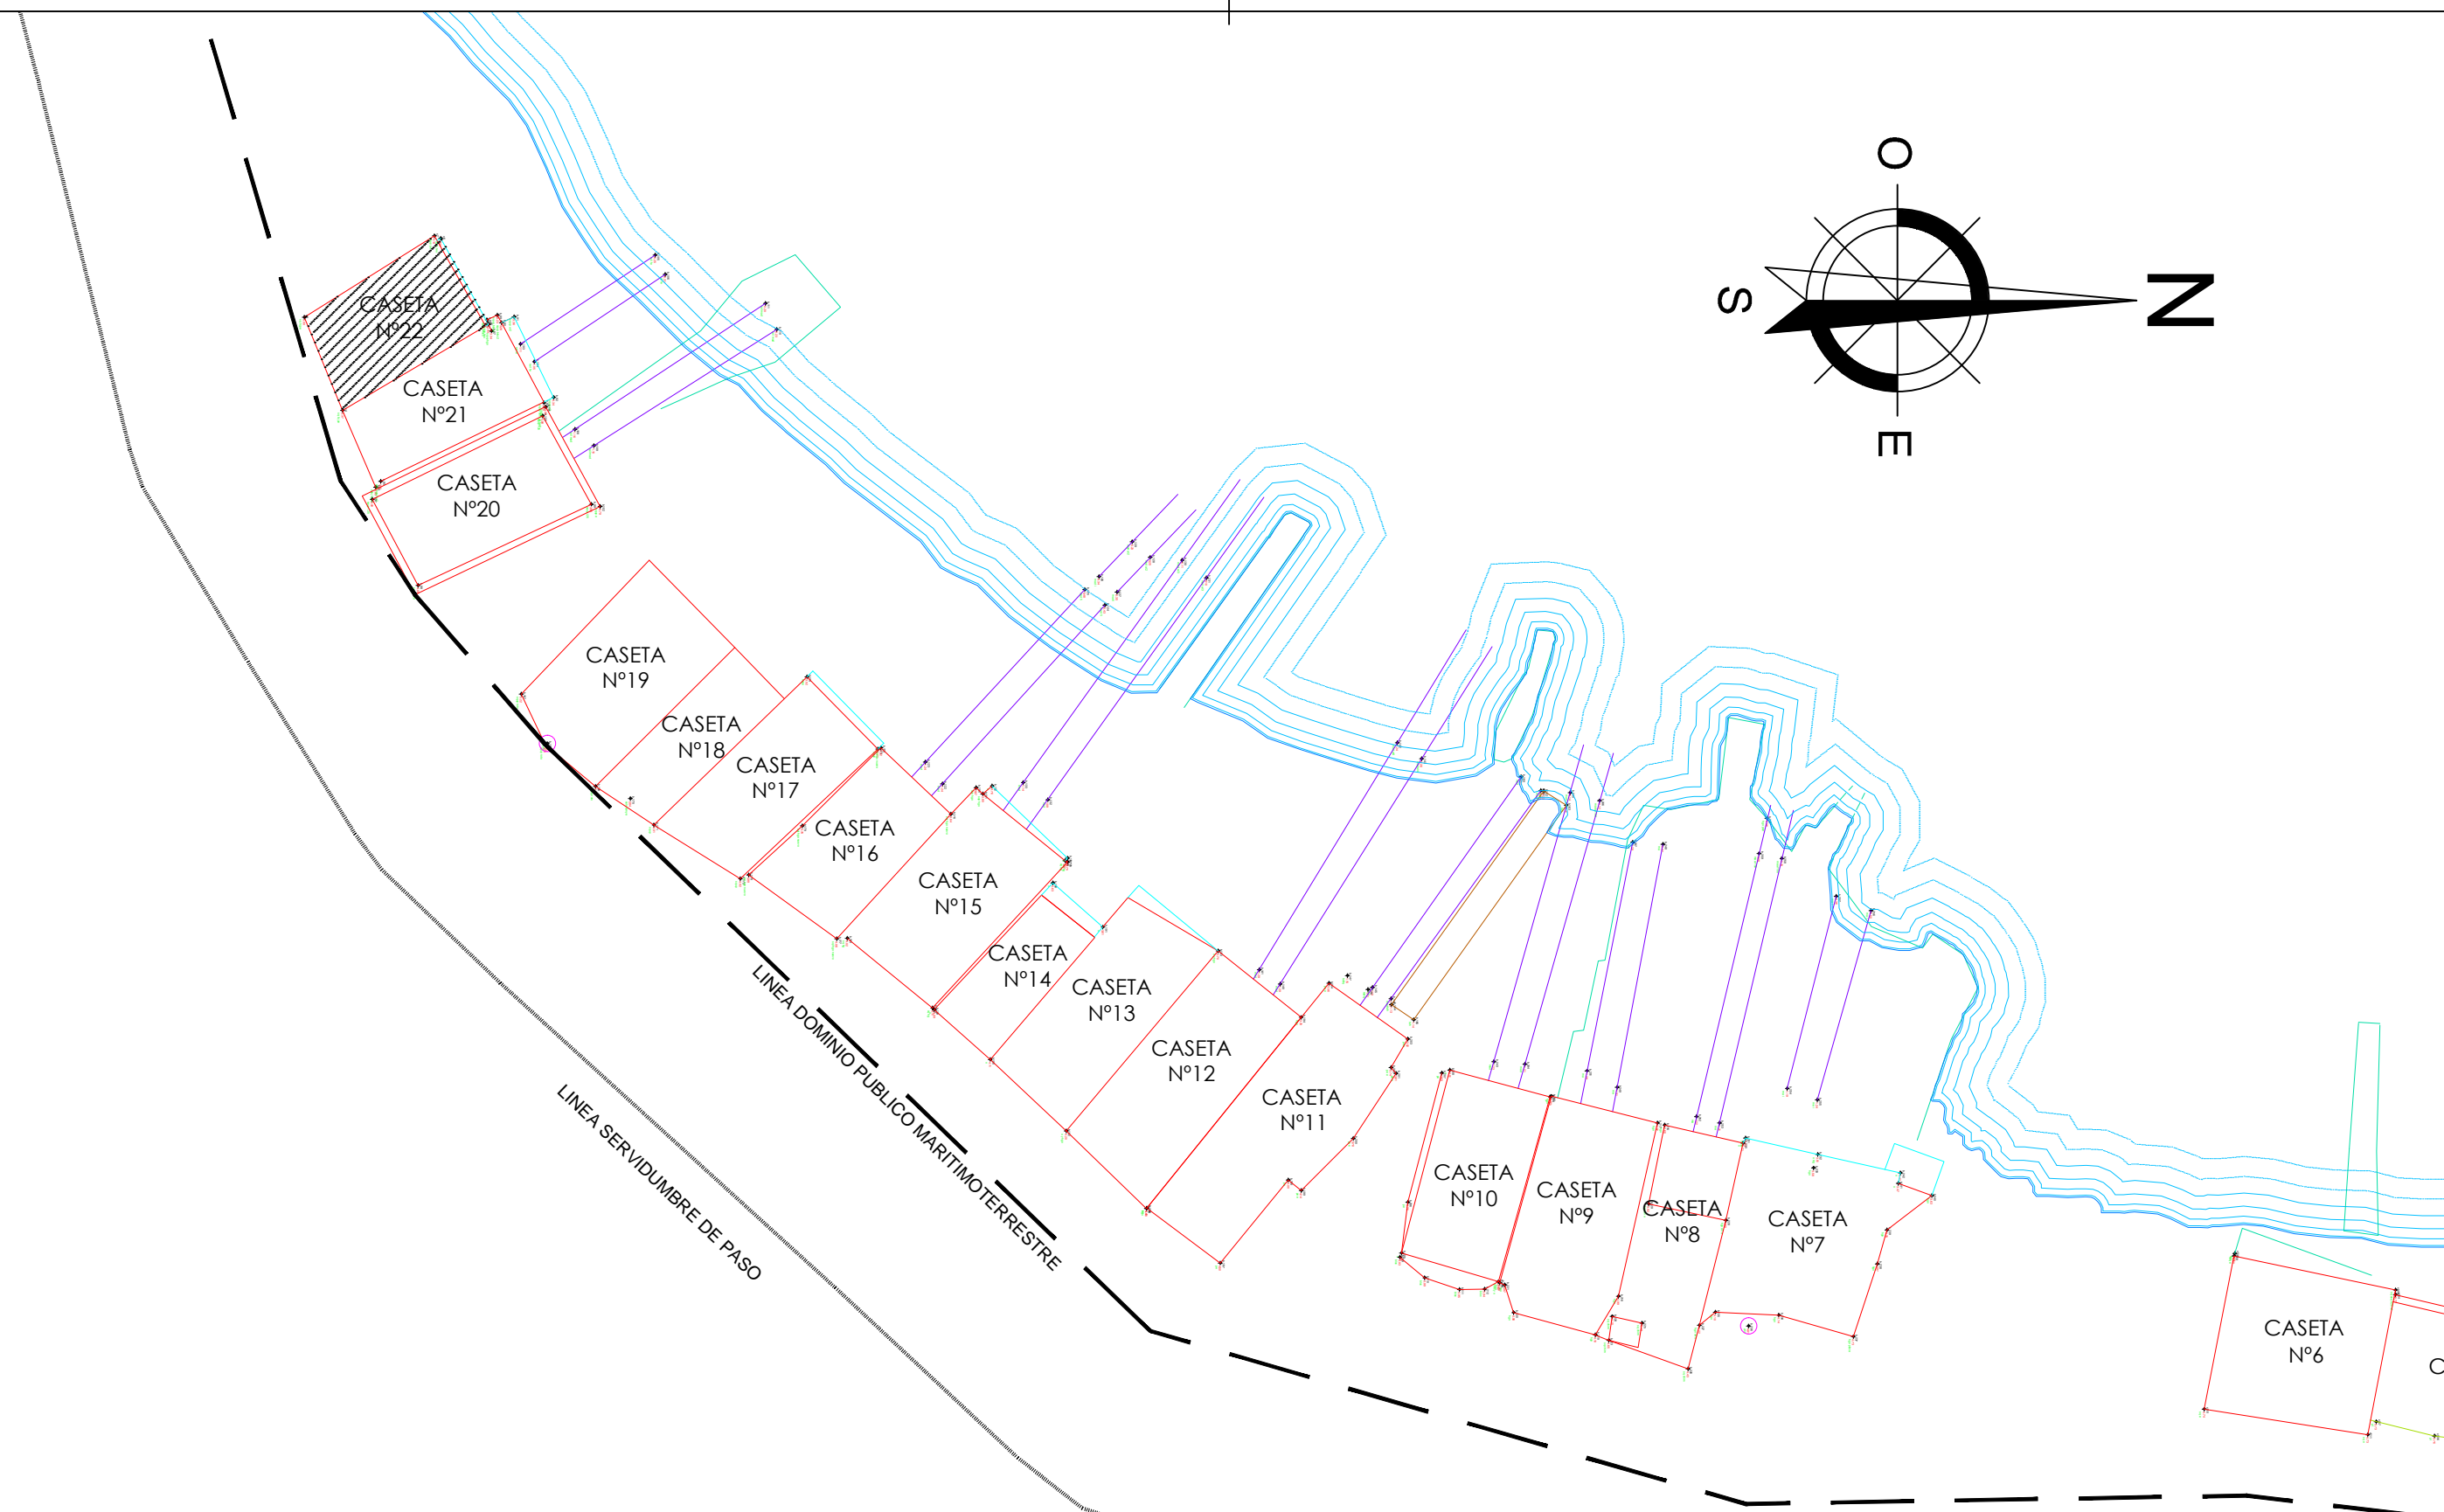 O
N
S
E
CASETA
Nº22
CASETA
Nº21
CASETA
Nº20
CASETA
Nº19
CASETA
Nº18
CASETA
Nº17
CASETA
Nº16
CASETA
Nº15
CASETA
Nº14
CASETA
Nº13
CASETA
Nº12
CASETA
Nº11
CASETA
Nº10
CASETA
Nº9
CASETA
Nº8
CASETA
Nº7
CASETA
Nº6
C
LINEA DOMINIO PUBLICO MARITIMOTERRESTRE
LINEA SERVIDUMBRE DE PASO